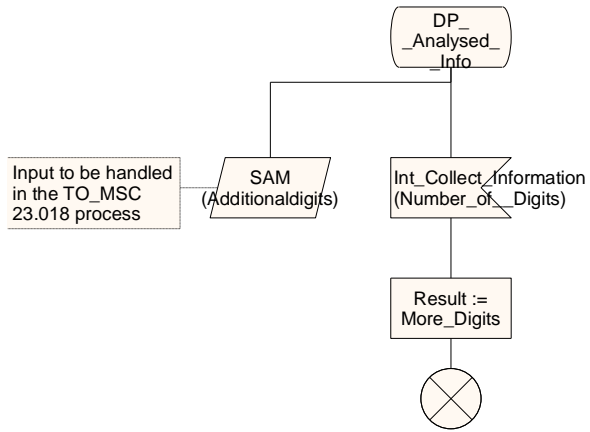 DP_
_Analysed_
_Info
Input to be handled
in the TO_MSC
23.018 process
SAM
(Additionaldigits)
Int_Collect_Information
(Number_of__Digits)
Result :=
More_Digits